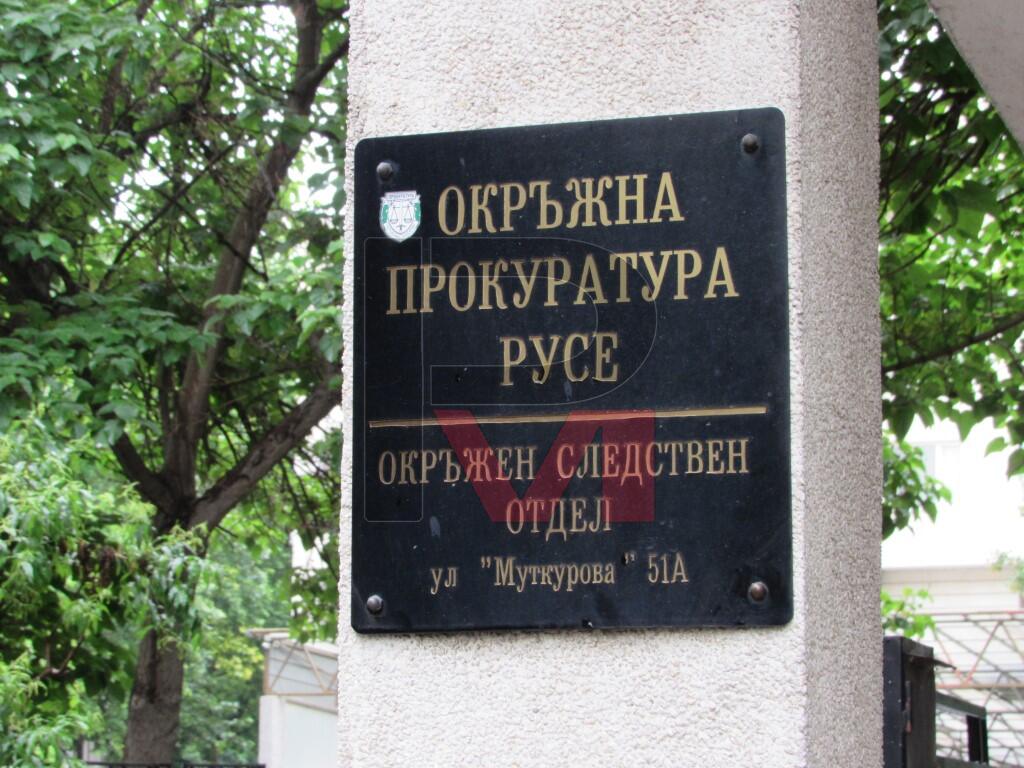 ОКРЪЖНА
ПРОКУРАТУРА
РУСЕ
ОКРЪЖЕН СЛЕДСТВЕН
ОТДЕЛ
ул "Муткурова" 51А